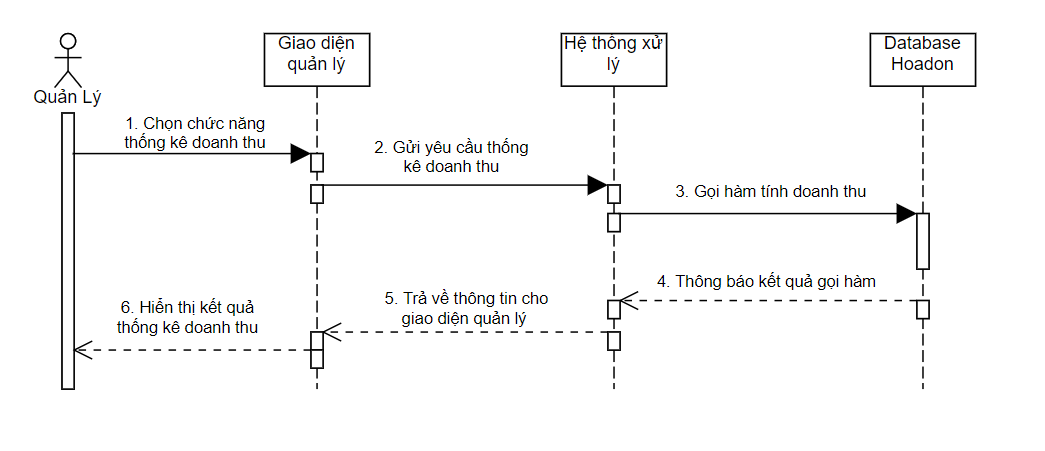 Giao diện
quản lý
Hệ thống xử
lý
Database
Hoadon
Quản Lý
1. Chọn chức năng
thống kê doanh thu
2. Gửi yêu cầu thống
kê doanh thu
3. Gọi hàm tính doanh thu
4. Thông báo kết quả gọi hàm
5. Trả về thông tin cho
giao diện quản lý
6. Hiển thị kết quả
thống kê doanh thu